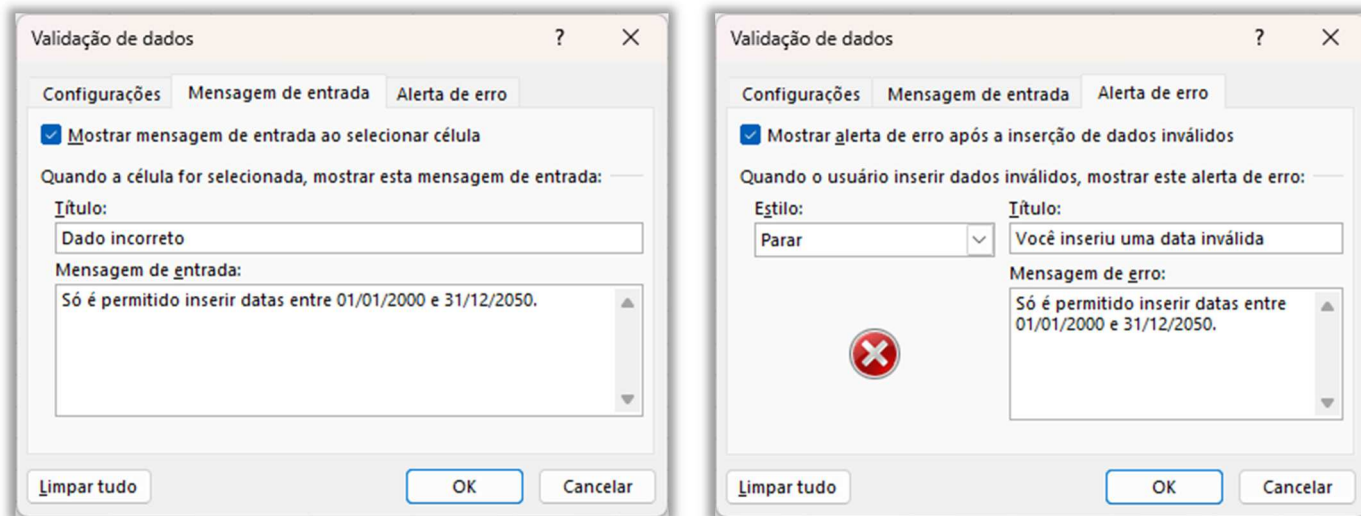 Validação de dados ? ×
Configurações Mensagem de entrada Alerta de erro
Mostrar mensagem de entrada ao selecionar célula
Quando a célula for selecionada, mostrar esta mensagem de entrada:
Título:
Dado incorreto
Mensagem de entrada:
Só é permitido inserir datas entre 01/01/2000 e 31/12/2050.
Limpar tudo OK Cancelar
Validação de dados ? ×
Configurações Mensagem de entrada Alerta de erro
Mostrar alerta de erro após a inserção de dados inválidos
Quando o usuário inserir dados inválidos, mostrar este alerta de erro:
Estilo: Título:
Parar Você inseriu uma data inválida
Mensagem de erro:
Só é permitido inserir datas entre
01/01/2000 e 31/12/2050.
Limpar tudo OK Cancelar